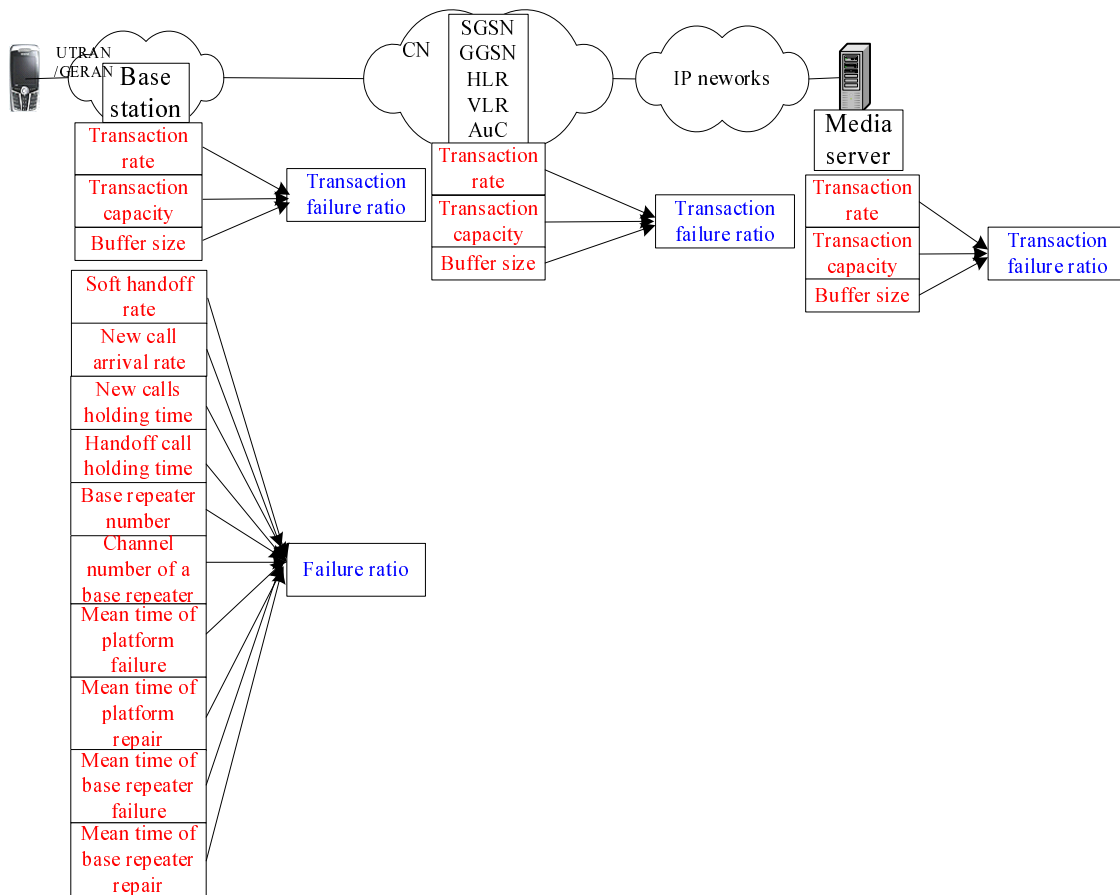 UTRAN
/GERAN
Base
station
CN
SGSN
GGSN
HLR
VLR
AuC
IP neworks
Media
server
Transaction
rate
Transaction
capacity
Buffer size
Transaction
failure ratio
Transaction
rate
Transaction
capacity
Buffer size
Transaction
failure ratio
Transaction
rate
Transaction
capacity
Buffer size
Transaction
failure ratio
Soft handoff
rate
New call
arrival rate
New calls
holding time
Handoff call
holding time
Base repeater
number
Channel
number of a
base repeater
Mean time of
platform
failure
Mean time of
platform
repair
Mean time of
base repeater
failure
Mean time of
base repeater
repair
Failure ratio